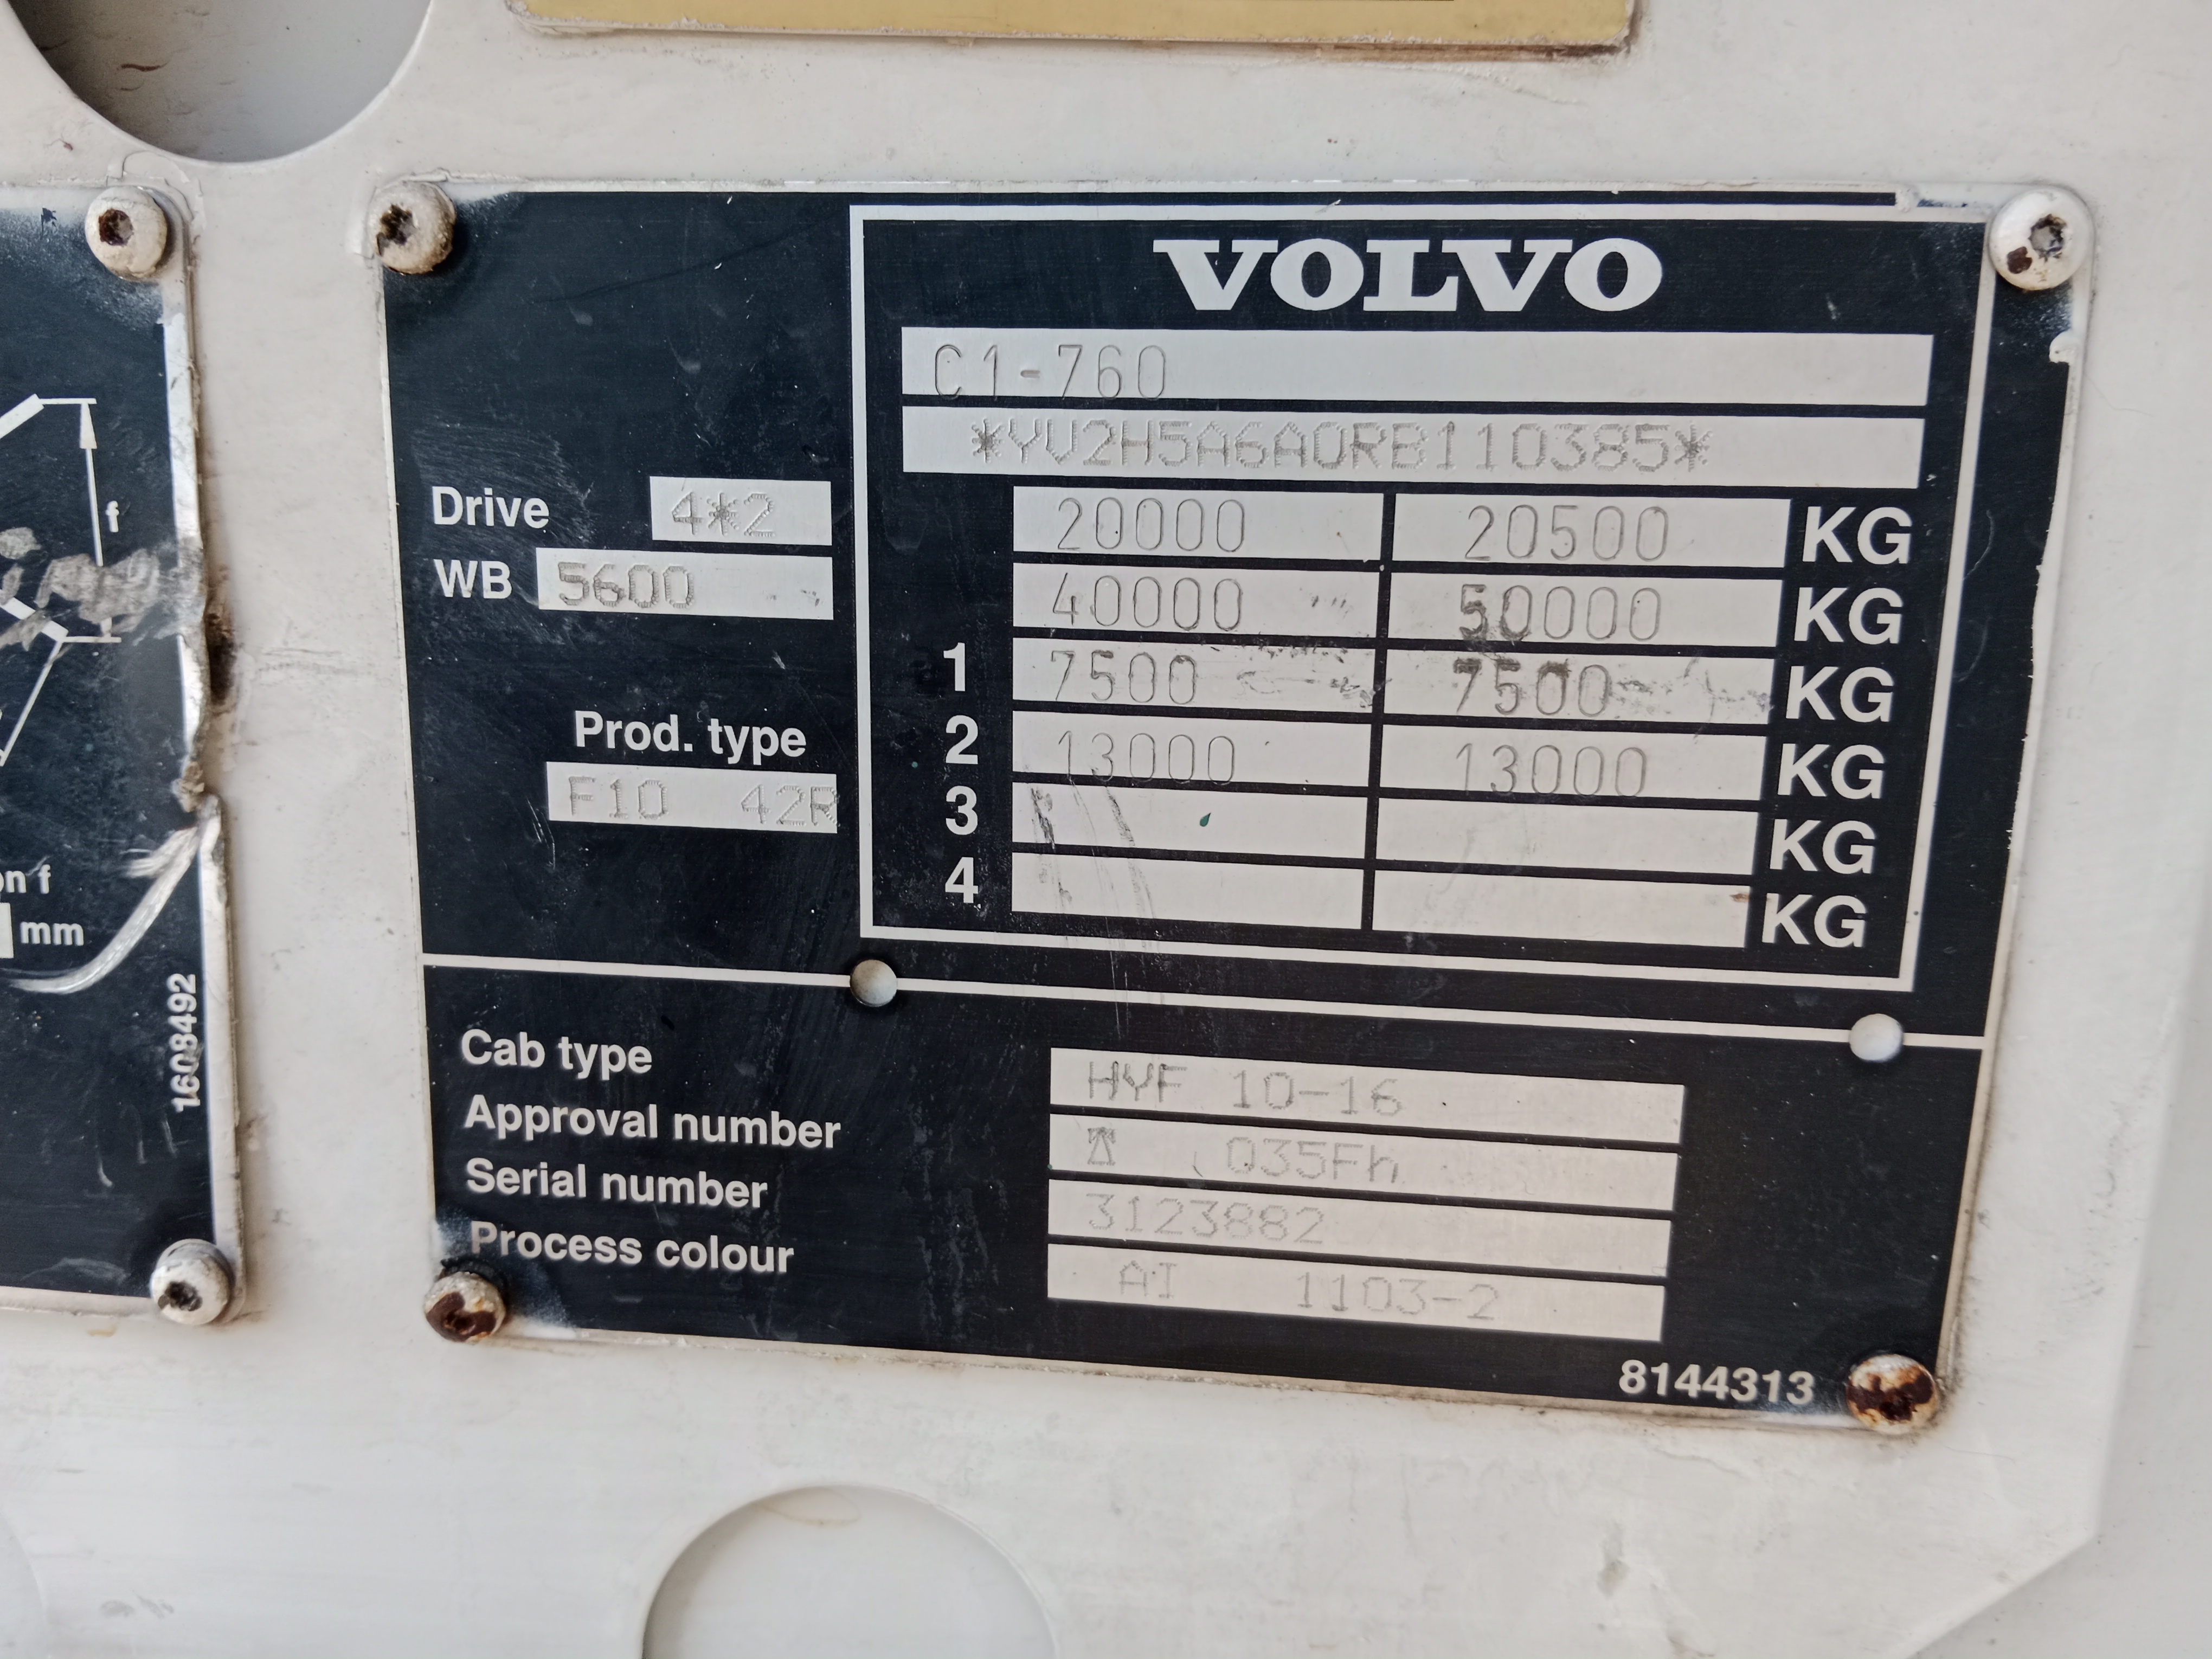 VOLVO
C1-760
*YV2H5A6A0RB110385*
Drive 4*2
20000 20500 KG
WB 5600
40000 50000 KG
1 7500 7500 KG
Prod. type
2 13000 13000 KG
F10 42R
3 KG
4 KG
Cab type HYF 10-16
Approval number 035Fh
Serial number 3123882
Process colour AI 1103-2
8144313
f
on f
mm
1608492